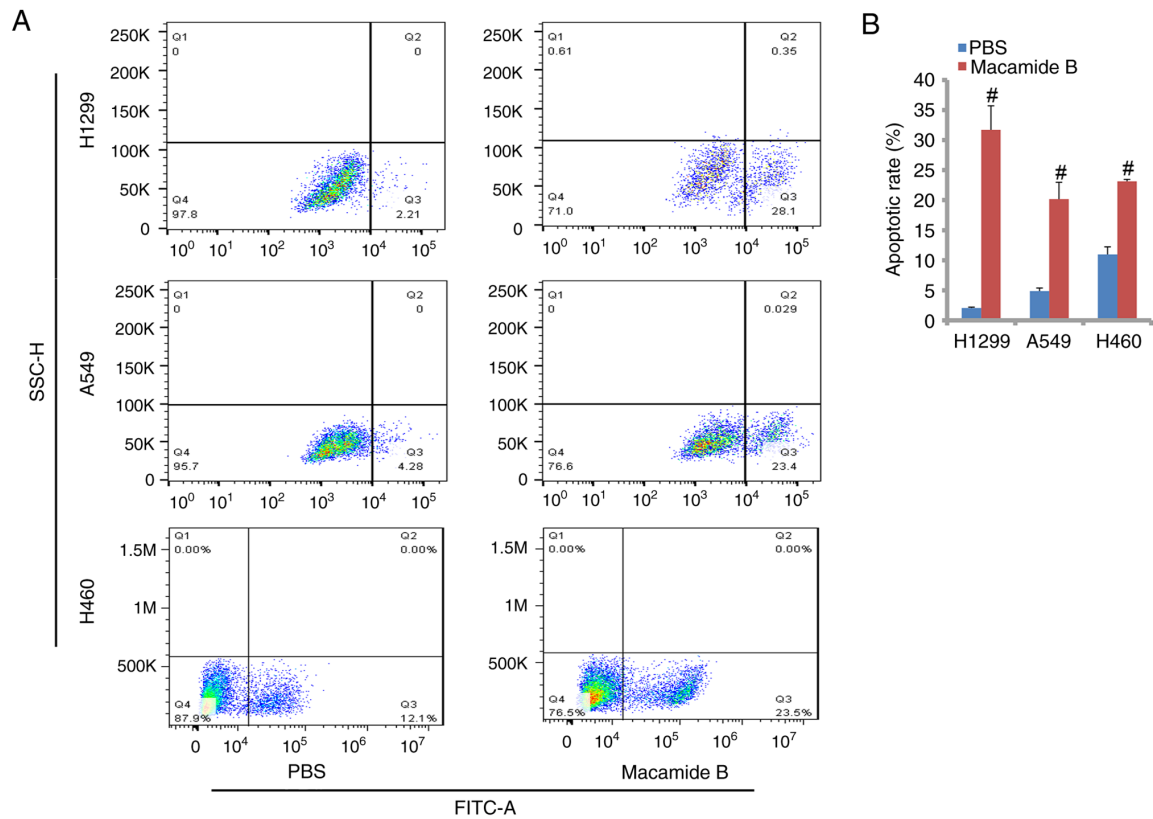 A
SSC-H
H1299
250K
200K
150K
100K
50K
0
Q1
0
Q2
0
Q4
97.8
Q3
2.21
10^0 10^1 10^2 10^3 10^4 10^5
250K
200K
150K
100K
50K
0
Q1
0.61
Q2
0.35
Q4
71.0
Q3
28.1
10^0 10^1 10^2 10^3 10^4 10^5
A549
250K
200K
150K
100K
50K
0
Q1
0
Q2
0
Q4
95.7
Q3
4.28
10^0 10^1 10^2 10^3 10^4 10^5
250K
200K
150K
100K
50K
0
Q1
0
Q2
0.029
Q4
76.6
Q3
23.4
10^0 10^1 10^2 10^3 10^4 10^5
H460
1.5M
1M
500K
Q1
0.00%
Q2
0.00%
Q4
87.9%
Q3
12.1%
0 10^4 10^5 10^6 10^7
PBS
1.5M
1M
500K
Q1
0.00%
Q2
0.00%
Q4
76.5%
Q3
23.5%
0 10^4 10^5 10^6 10^7
Macamide B
FITC-A
B
PBS
Macamide B
Apoptotic rate (%)
40
35
30
25
20
15
10
5
0
#
#
#
H1299 A549 H460